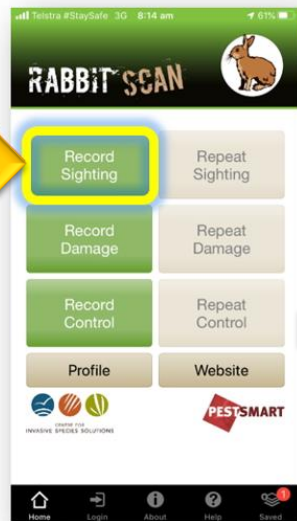 Telstra #StaySafe 3G 8:14 am 61%
RABBIT SCAN
Record Sighting
Repeat Sighting
Record Damage
Repeat Damage
Record Control
Repeat Control
Profile
Website
CENTRE FOR
INVASIVE SPECIES SOLUTIONS
PESTSMART
1
Home
Login
About
Help
Saved